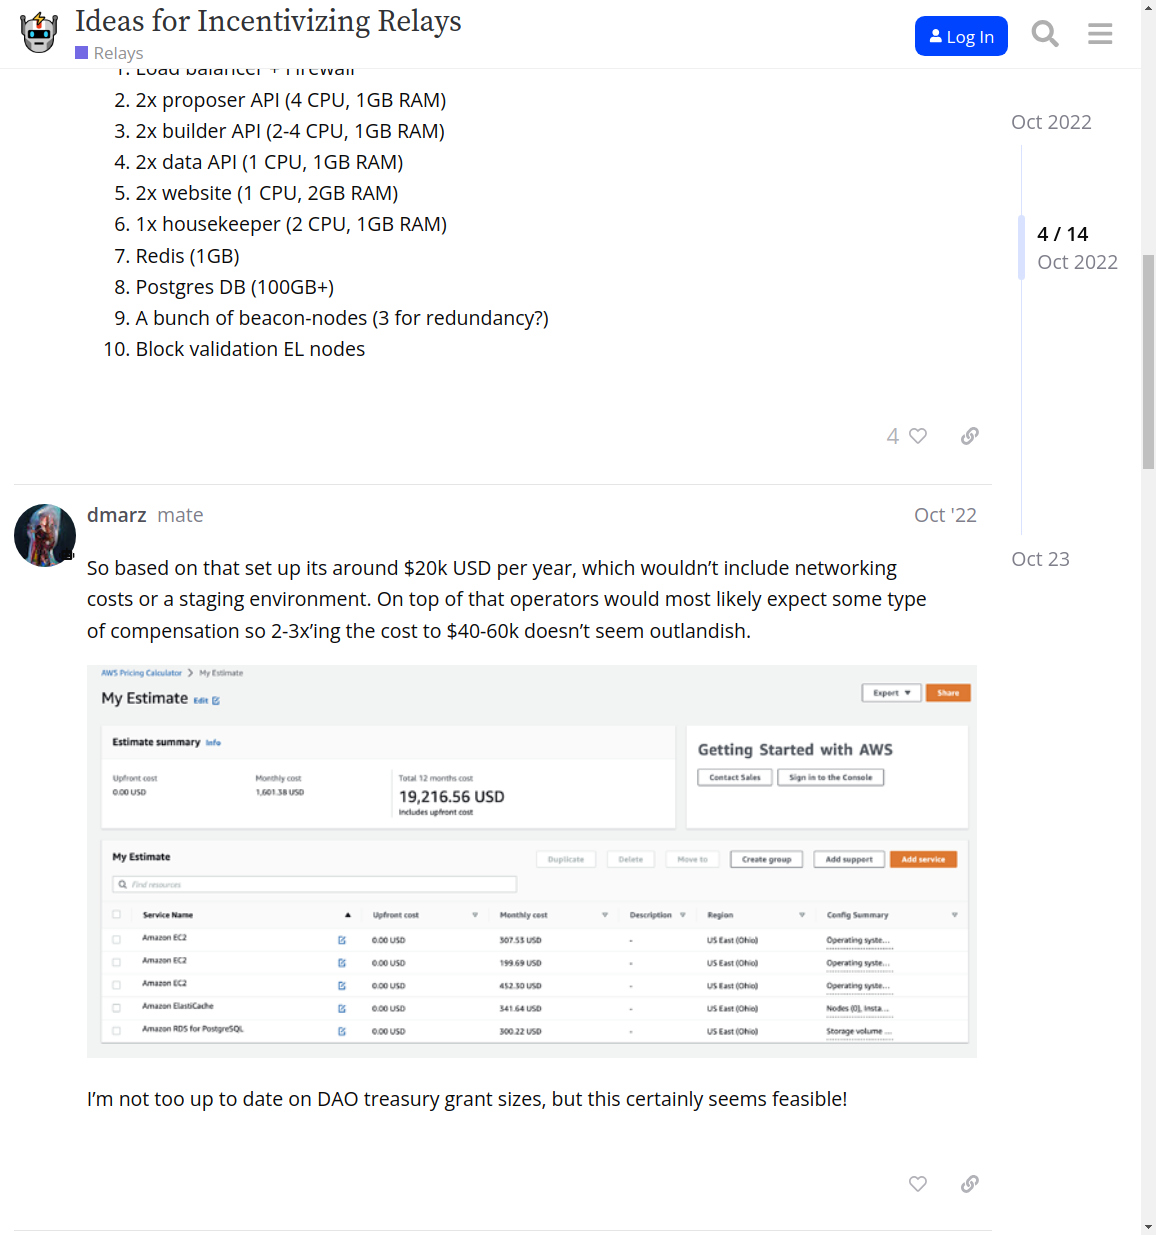 Ideas for Incentivizing Relays
Relays
Log In
1. Load balancer + Firewall
2. 2x proposer API (4 CPU, 1GB RAM)
3. 2x builder API (2-4 CPU, 1GB RAM)
4. 2x data API (1 CPU, 1GB RAM)
5. 2x website (1 CPU, 2GB RAM)
6. 1x housekeeper (2 CPU, 1GB RAM)
7. Redis (1GB)
8. Postgres DB (100GB+)
9. A bunch of beacon-nodes (3 for redundancy?)
10. Block validation EL nodes
4
Oct 2022
4 / 14
Oct 2022
Oct 23
dmarz mate
Oct '22
So based on that set up its around $20k USD per year, which wouldn’t include networking
costs or a staging environment. On top of that operators would most likely expect some type
of compensation so 2-3x’ing the cost to $40-60k doesn’t seem outlandish.
AWS Pricing Calculator > My Estimate
My Estimate Edit
Export
Share
Estimate summary Info
Upfront cost Monthly cost Total 12 months cost
0.00 USD 1,601.38 USD 19,216.56 USD
Includes upfront cost
Getting Started with AWS
Contact Sales Sign in to the Console
My Estimate
Duplicate Delete Move to Create group Add support Add service
Find resources
Service Name Upfront cost Monthly cost Description Region Config Summary
Amazon EC2 0.00 USD 307.53 USD - US East (Ohio) Operating syste...
Amazon EC2 0.00 USD 199.69 USD - US East (Ohio) Operating syste...
Amazon EC2 0.00 USD 452.30 USD - US East (Ohio) Operating syste...
Amazon ElastiCache 0.00 USD 341.64 USD - US East (Ohio) Nodes (0), Insta...
Amazon RDS for PostgreSQL 0.00 USD 300.22 USD - US East (Ohio) Storage volume ...
I’m not too up to date on DAO treasury grant sizes, but this certainly seems feasible!